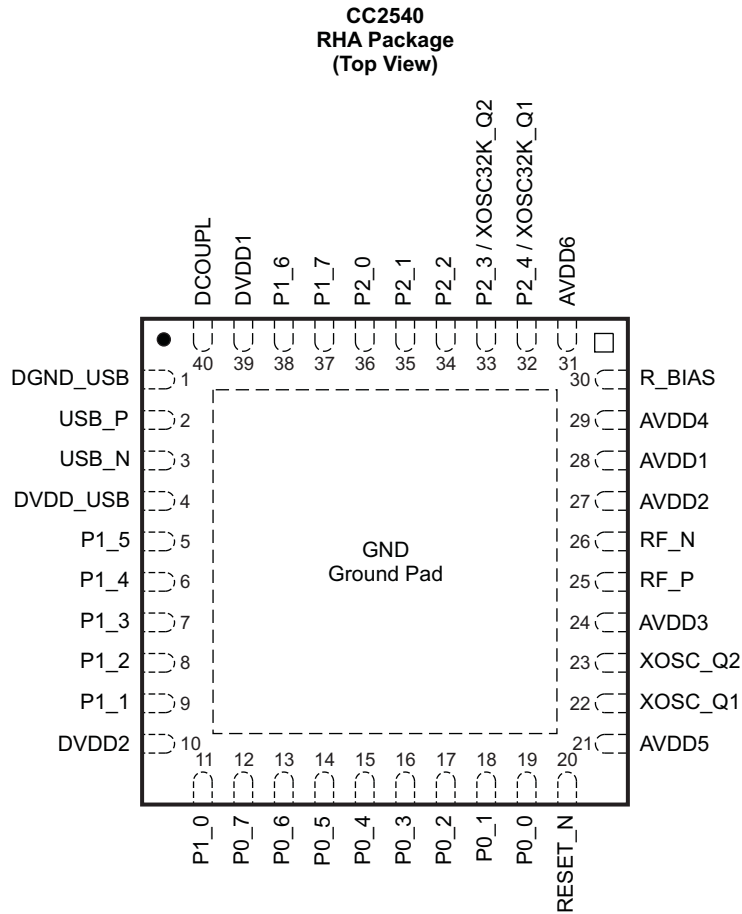 CC2540
RHA Package
(Top View)
DCOUPL
DVDD1
P1_6
P1_7
P2_0
P2_1
P2_2
P2_3 / XOSC32K_Q2
P2_4 / XOSC32K_Q1
AVDD6
40 39 38 37 36 35 34 33 32 31
DGND_USB 1
USB_P 2
USB_N 3
DVDD_USB 4
P1_5 5
P1_4 6
P1_3 7
P1_2 8
P1_1 9
DVDD2 10
GND
Ground Pad
30 R_BIAS
29 AVDD4
28 AVDD1
27 AVDD2
26 RF_N
25 RF_P
24 AVDD3
23 XOSC_Q2
22 XOSC_Q1
21 AVDD5
11 12 13 14 15 16 17 18 19 20
P1_0
P0_7
P0_6
P0_5
P0_4
P0_3
P0_2
P0_1
P0_0
RESET_N